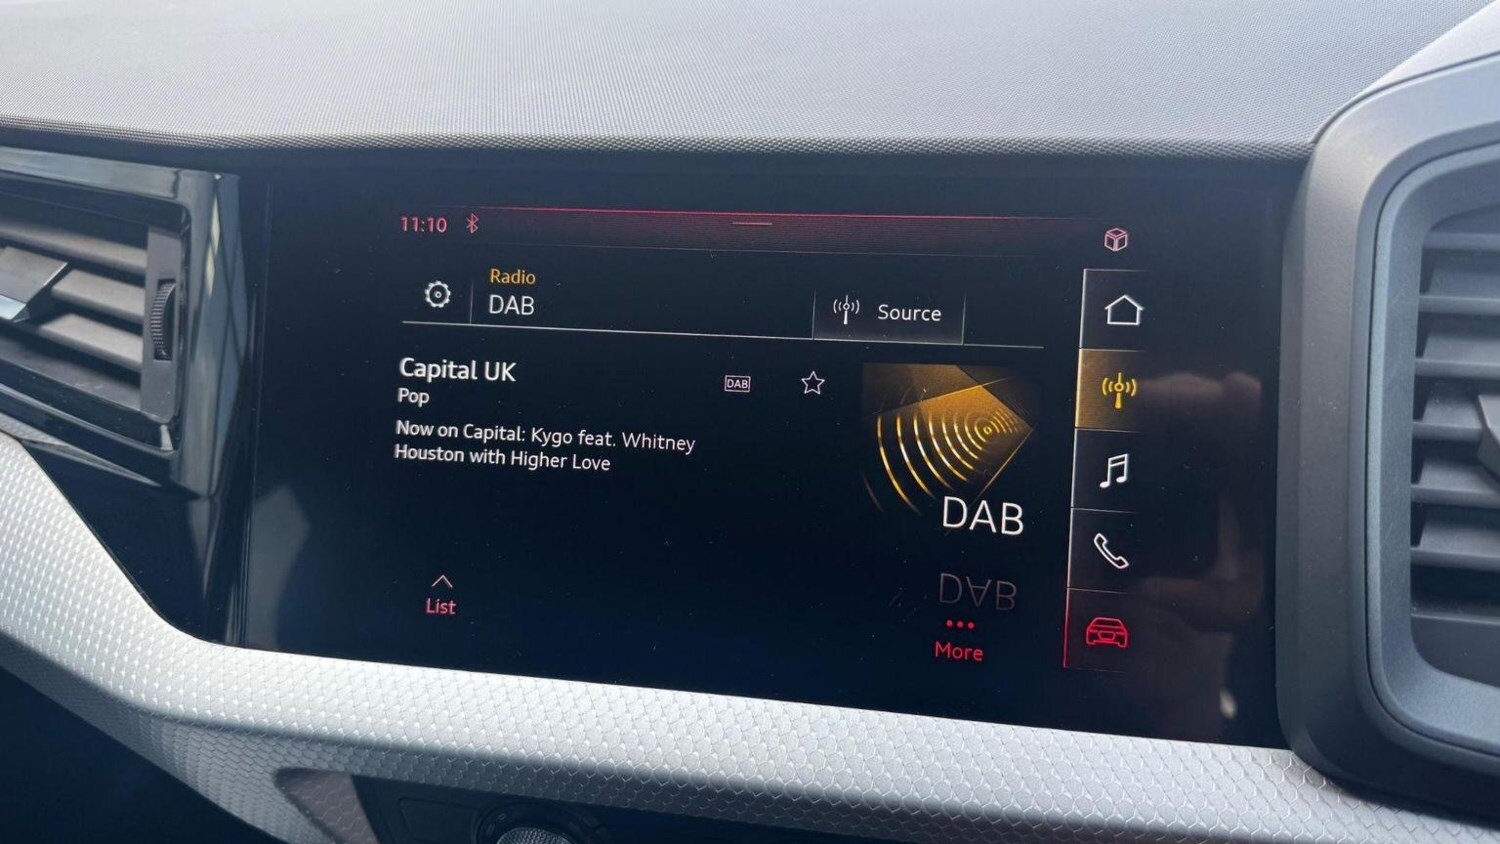 11:10
Radio
DAB
Source
Capital UK
DAB
Pop
Now on Capital: Kygo feat. Whitney
Houston with Higher Love
DAB
DAB
List
More